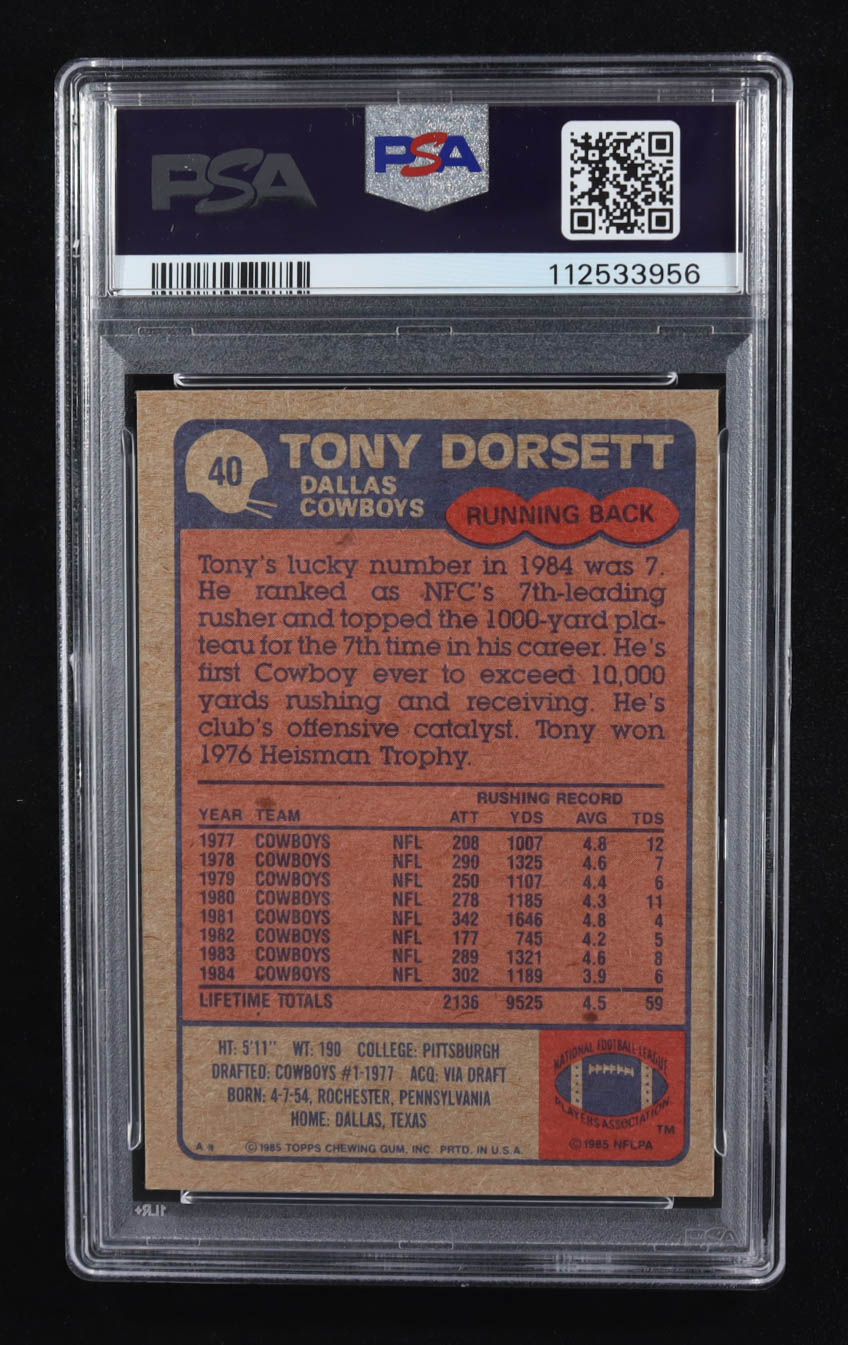 PSA PSA
112533956
40 TONY DORSETT
DALLAS
COWBOYS
RUNNING BACK
Tony's lucky number in 1984 was 7.
He ranked as NFC's 7th-leading
rusher and topped the 1000-yard pla-
teau for the 7th time in his career. He's
first Cowboy ever to exceed 10,000
yards rushing and receiving. He's
club's offensive catalyst. Tony won
1976 Heisman Trophy.
RUSHING RECORD
YEAR TEAM ATT YDS AVG TDS
1977 COWBOYS NFL 208 1007 4.8 12
1978 COWBOYS NFL 290 1325 4.6 7
1979 COWBOYS NFL 250 1107 4.4 6
1980 COWBOYS NFL 278 1185 4.3 11
1981 COWBOYS NFL 342 1646 4.8 4
1982 COWBOYS NFL 177 745 4.2 5
1983 COWBOYS NFL 289 1321 4.6 8
1984 COWBOYS NFL 302 1189 3.9 6
LIFETIME TOTALS 2136 9525 4.5 59
HT: 5'11" WT: 190 COLLEGE: PITTSBURGH
DRAFTED: COWBOYS #1-1977 ACQ: VIA DRAFT
BORN: 4-7-54, ROCHESTER, PENNSYLVANIA
HOME: DALLAS, TEXAS
NATIONAL FOOTBALL LEAGUE
PLAYERS ASSOCIATION
TM
© 1985 NFLPA
A ©1985 TOPPS CHEWING GUM, INC. PRTD. IN U.S.A.
PSA